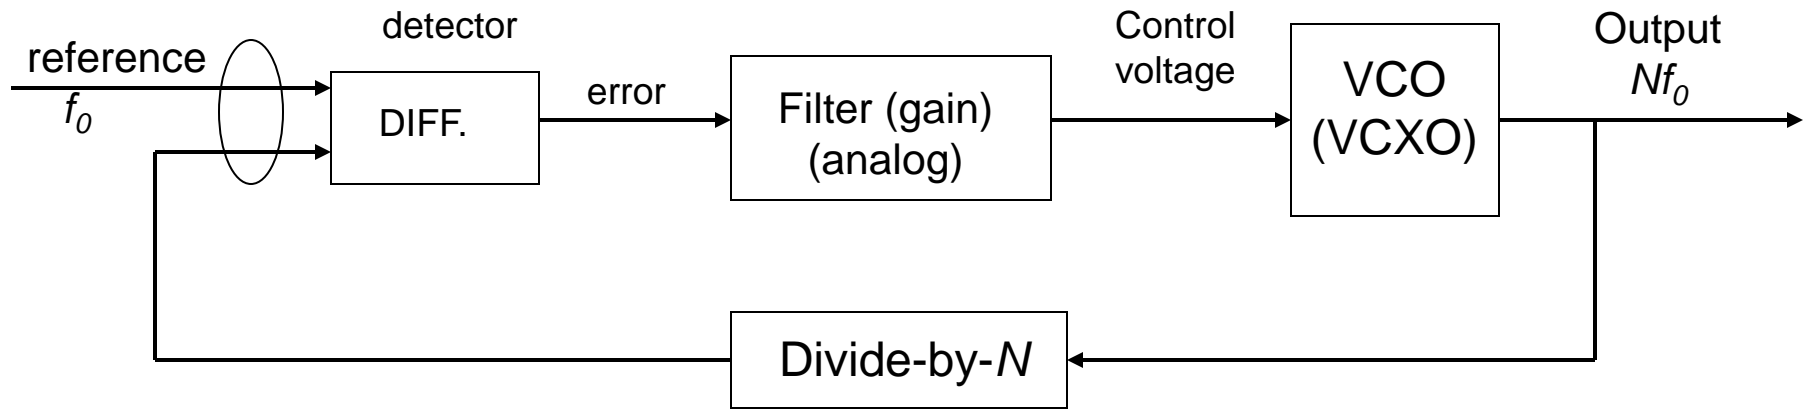 reference
f0
detector
DIFF.
error
Filter (gain)
(analog)
Control
voltage
VCO
(VCXO)
Output
Nf0
Divide-by-N